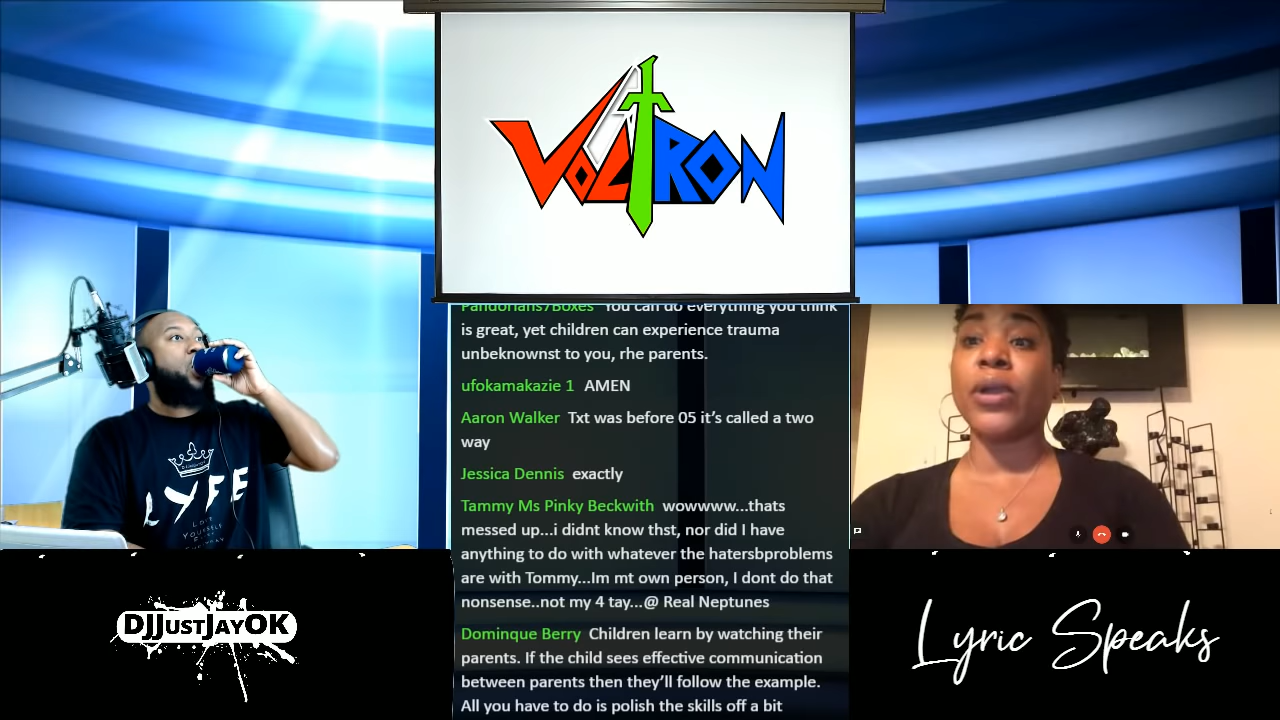 VOLTRON
Pandorians7Boxes You can do everything you think
is great, yet children can experience trauma
unbeknownst to you, rhe parents.
ufokamakazie 1 AMEN
Aaron Walker Txt was before 05 it’s called a two
way
Jessica Dennis exactly
Tammy Ms Pinky Beckwith wowwww...thats
messed up...i didnt know thst, nor did I have
anything to do with whatever the hatersbproblems
are with Tommy...Im mt own person, I dont do that
nonsense..not my 4 tay...@ Real Neptunes
Dominque Berry Children learn by watching their
parents. If the child sees effective communication
between parents then they’ll follow the example.
All you have to do is polish the skills off a bit
LYFE
LOVE
YOURSELF
DJJustJayOK
Lyric Speaks